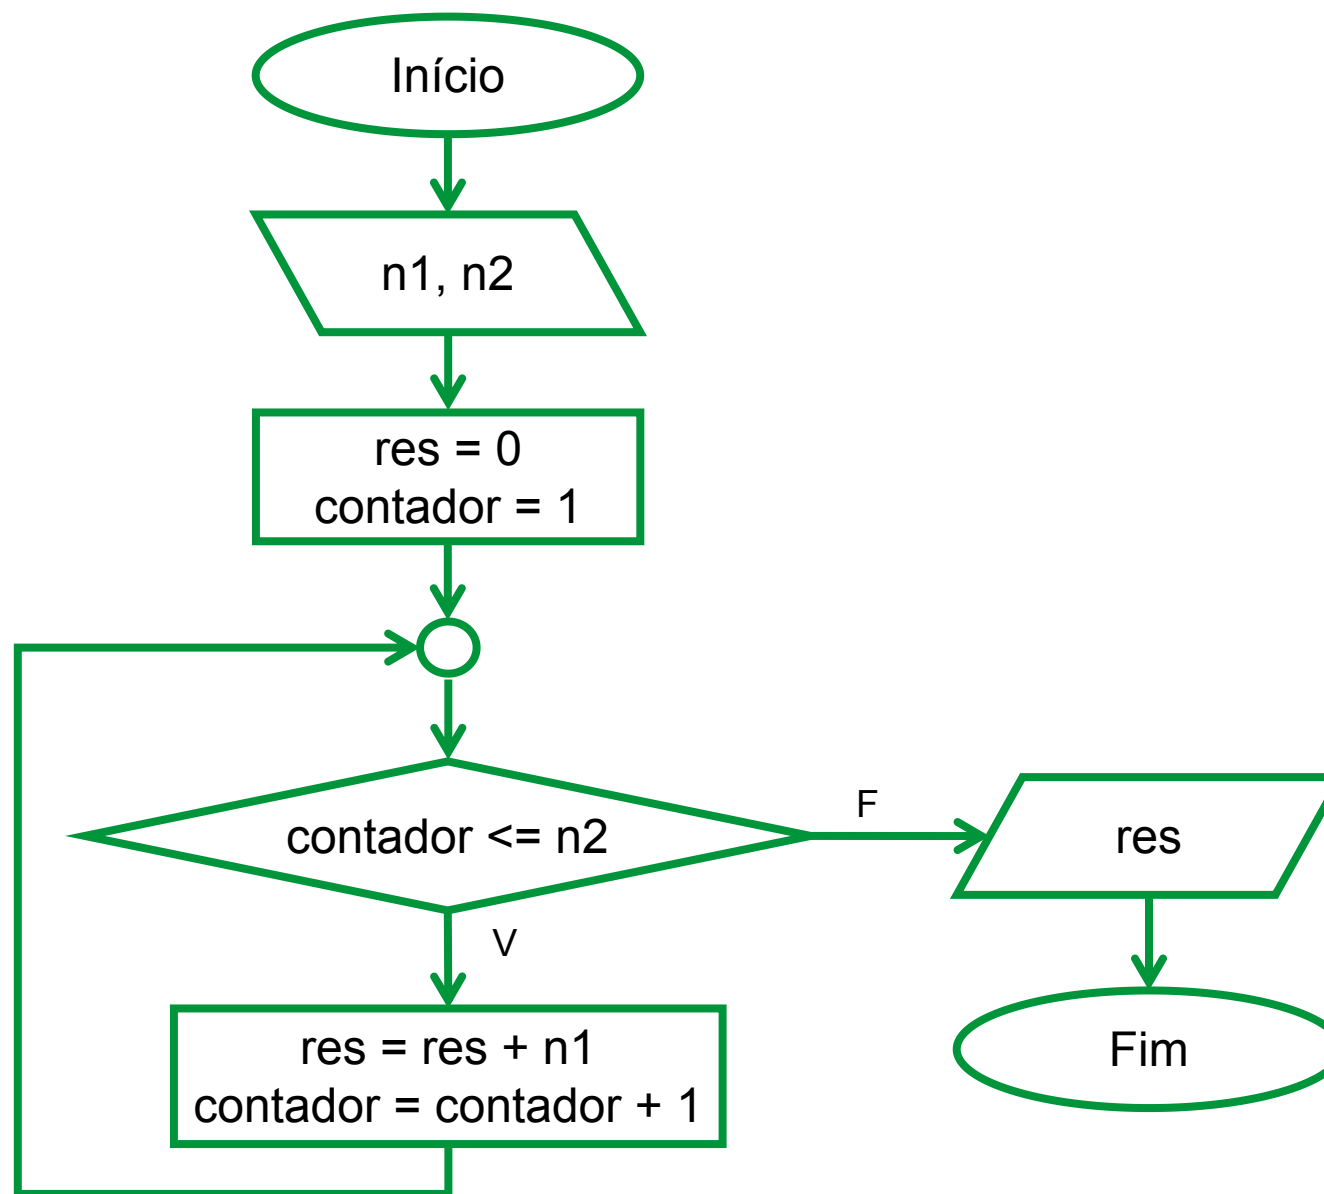 Início
n1, n2
res = 0
contador = 1
contador <= n2
F
res
V
res = res + n1
contador = contador + 1
Fim